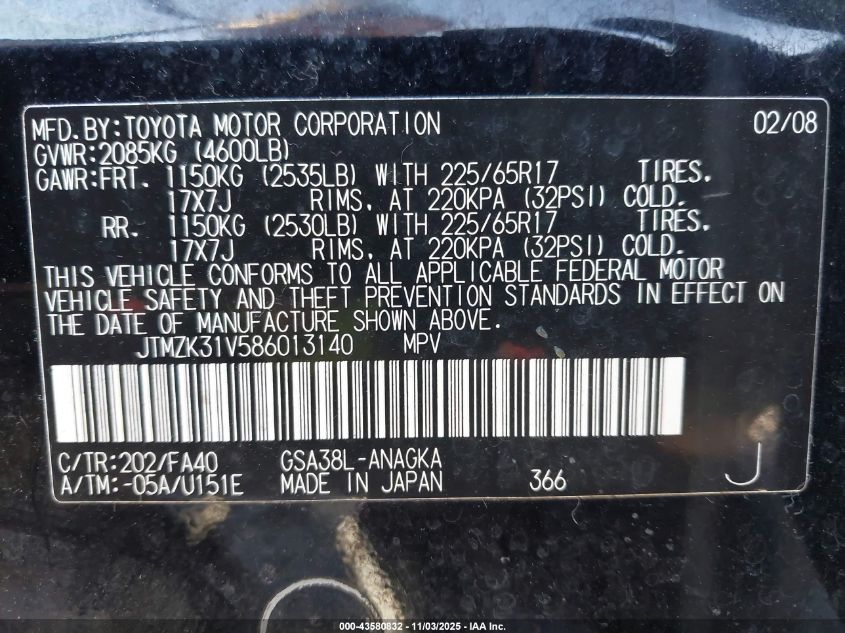 MFD.BY:TOYOTA MOTOR CORPORATION 02/08
GVWR:2085KG (4600LB)
GAWR:FRT. 1150KG (2535LB) WITH 225/65R17 TIRES.
17X7J RIMS, AT 220KPA (32PSI) COLD.
RR. 1150KG (2530LB) WITH 225/65R17 TIRES.
17X7J RIMS, AT 220KPA (32PSI) COLD.
THIS VEHICLE CONFORMS TO ALL APPLICABLE FEDERAL MOTOR
VEHICLE SAFETY AND THEFT PREVENTION STANDARDS IN EFFECT ON
THE DATE OF MANUFACTURE SHOWN ABOVE.
JTMZK31V586013140 MPV
C/TR:202/FA40 GSA38L-ANAGKA
A/TM:-05A/U151E MADE IN JAPAN 366 J
000-43580832 - 11/03/2025 - IAA Inc.